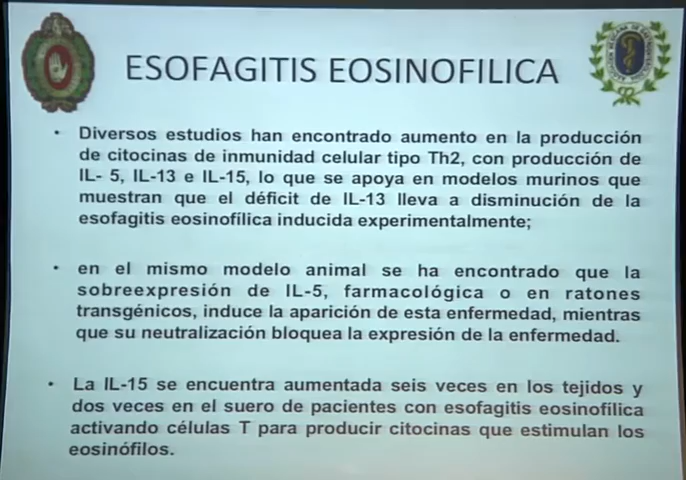 ESOFAGITIS EOSINOFILICA
• Diversos estudios han encontrado aumento en la producción
de citocinas de inmunidad celular tipo Th2, con producción de
IL- 5, IL-13 e IL-15, lo que se apoya en modelos murinos que
muestran que el déficit de IL-13 lleva a disminución de la
esofagitis eosinofílica inducida experimentalmente;
• en el mismo modelo animal se ha encontrado que la
sobreexpresión de IL-5, farmacológica o en ratones
transgénicos, induce la aparición de esta enfermedad, mientras
que su neutralización bloquea la expresión de la enfermedad.
• La IL-15 se encuentra aumentada seis veces en los tejidos y
dos veces en el suero de pacientes con esofagitis eosinofílica
activando células T para producir citocinas que estimulan los
eosinófilos.